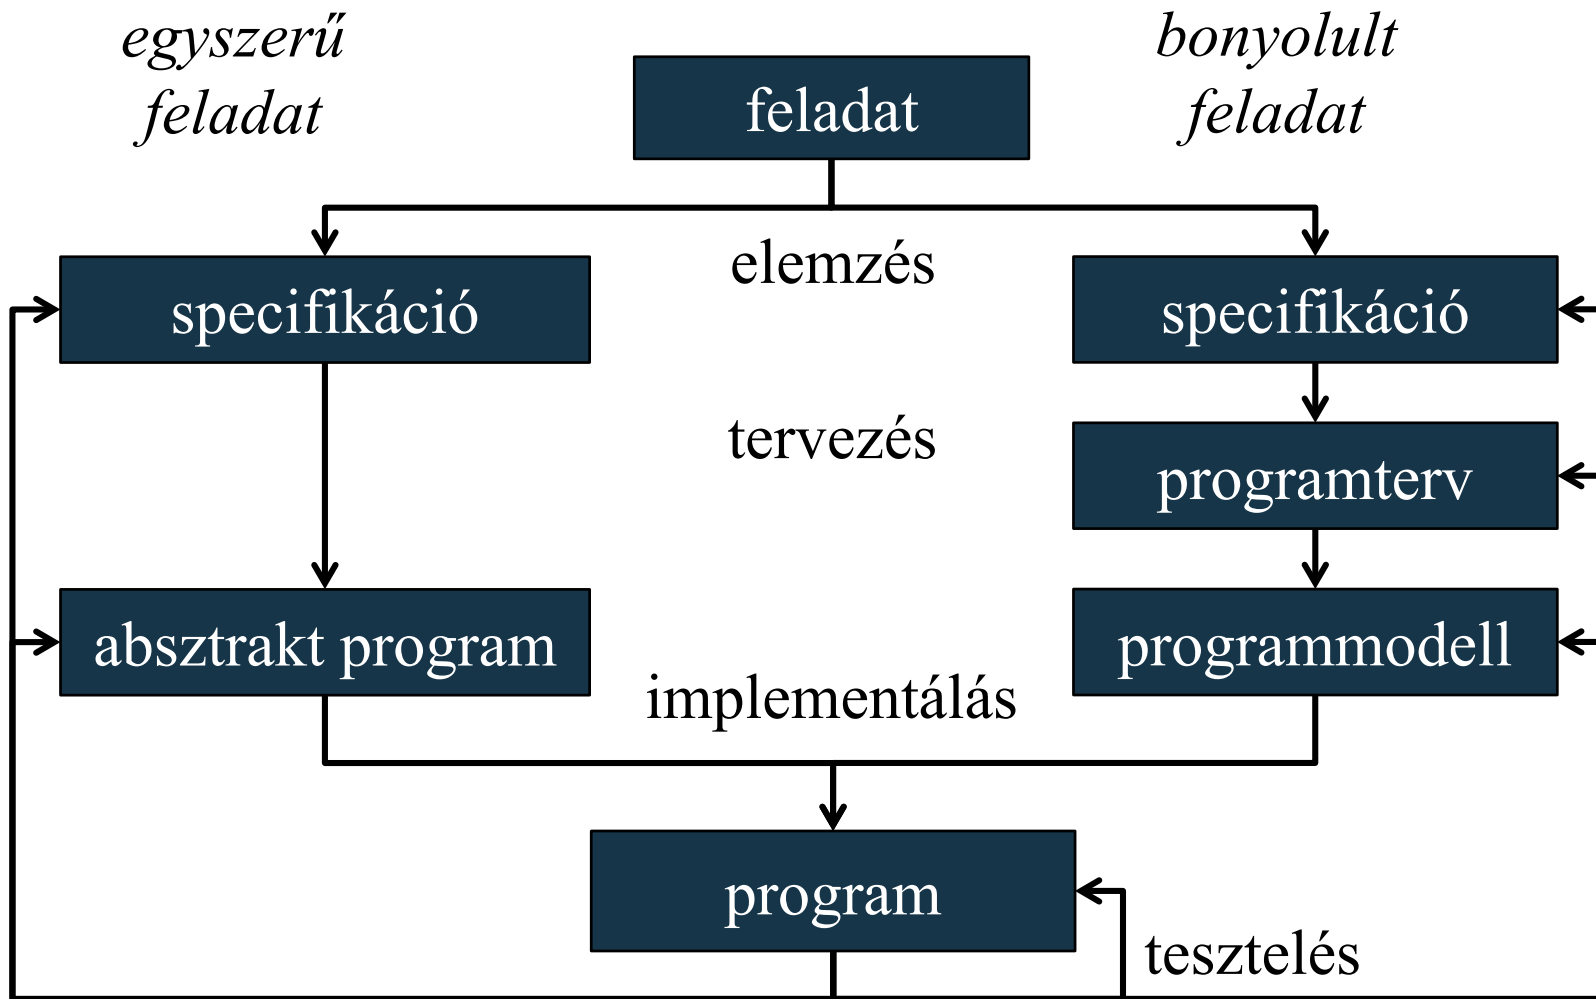 egyszerű
feladat
feladat
bonyolult
feladat
elemzés
specifikáció
specifikáció
tervezés
programterv
absztrakt program
programmodell
implementálás
program
tesztelés